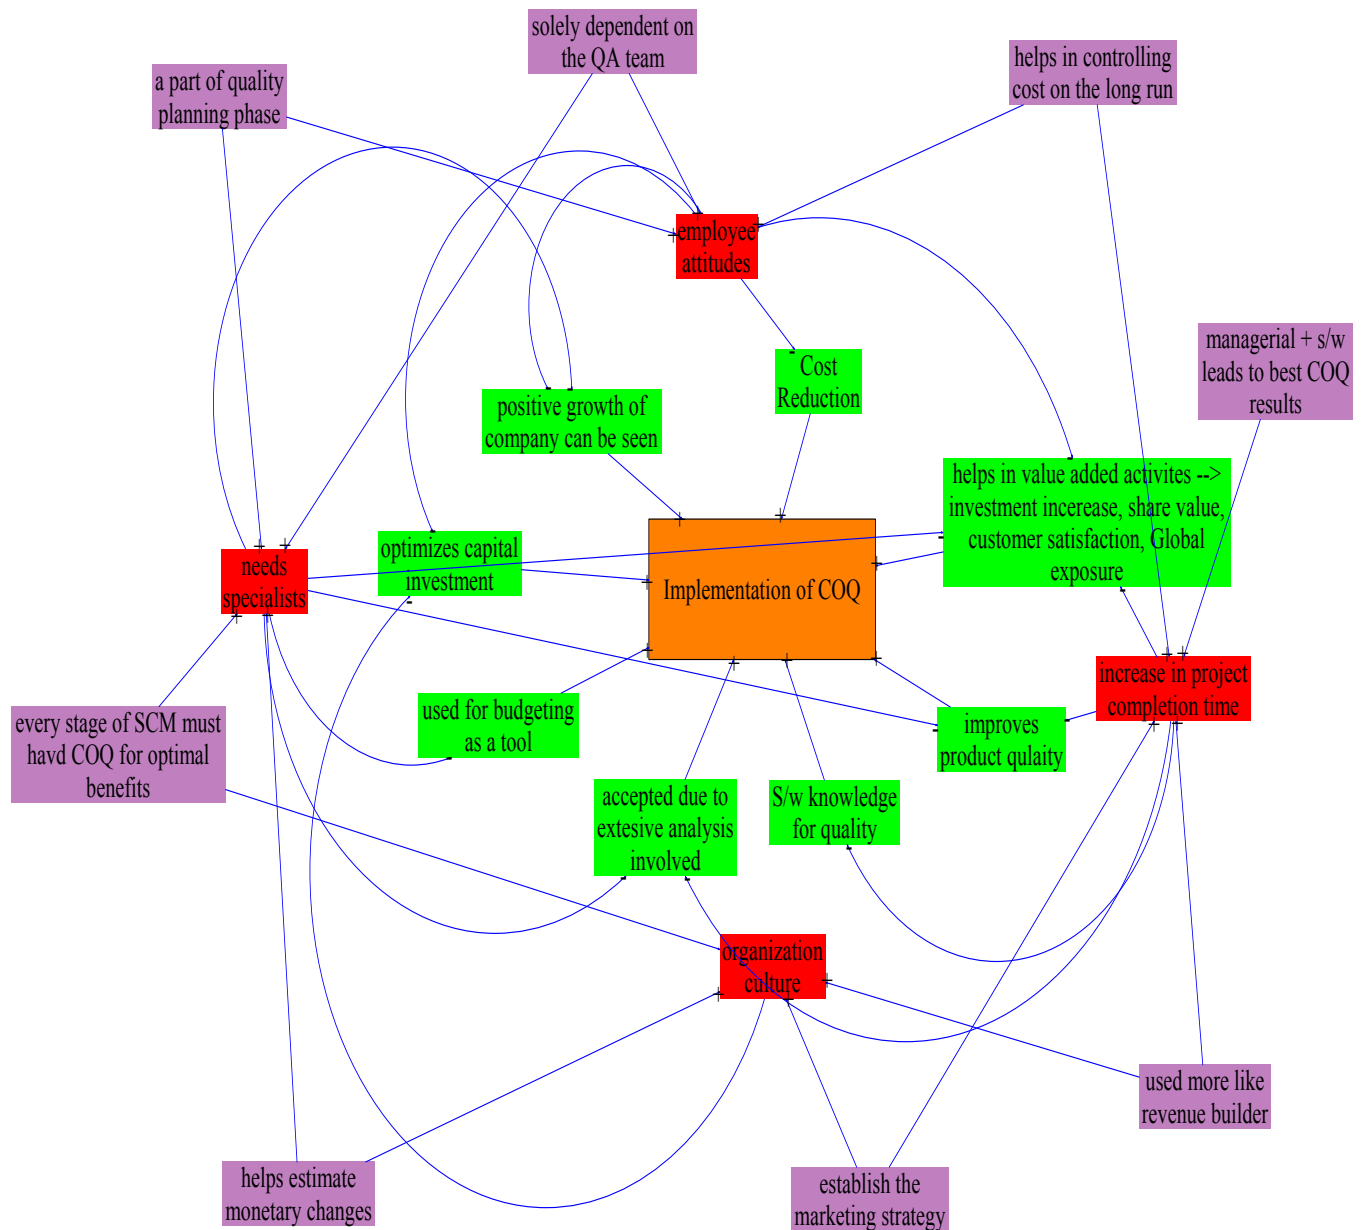 solely dependent on
the QA team
helps in controlling
cost on the long run
a part of quality
planning phase
employee
attitudes
managerial + s/w
leads to best COQ
results
Cost
Reduction
positive growth of
company can be seen
helps in value added activites -->
investment incerease, share value,
customer satisfaction, Global
exposure
optimizes capital
investment
needs
specialists
Implementation of COQ
increase in project
completion time
used for budgeting
as a tool
improves
product qulaity
every stage of SCM must
havd COQ for optimal
benefits
accepted due to
extesive analysis
involved
S/w knowledge
for quality
organization
culture
used more like
revenue builder
helps estimate
monetary changes
establish the
marketing strategy